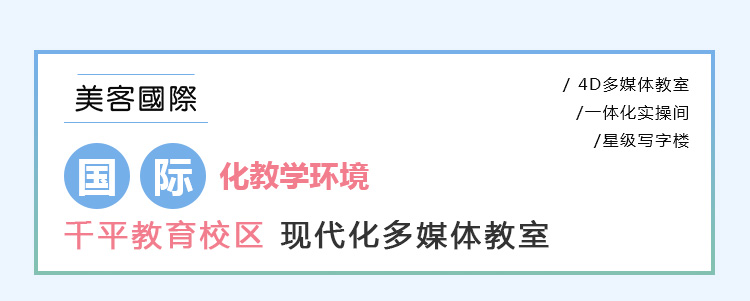 美客國際
/ 4D多媒体教室
/一体化实操间
/星级写字楼
国际化教学环境
千平教育校区 现代化多媒体教室